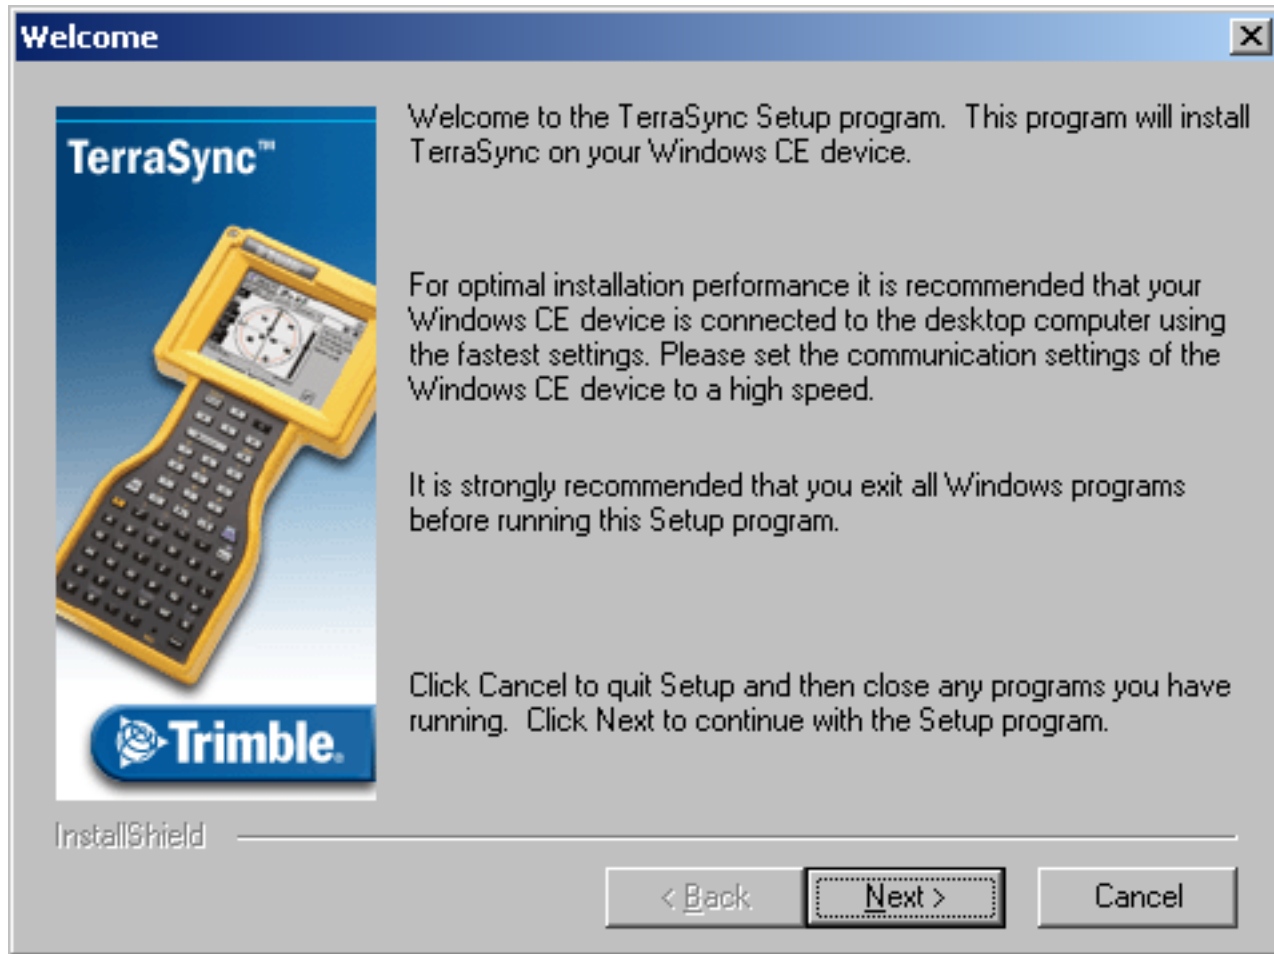 Welcome
TerraSync™
Welcome to the TerraSync Setup program.  This program will install
TerraSync on your Windows CE device.
For optimal installation performance it is recommended that your
Windows CE device is connected to the desktop computer using
the fastest settings. Please set the communication settings of the
Windows CE device to a high speed.
It is strongly recommended that you exit all Windows programs
before running this Setup program.
Click Cancel to quit Setup and then close any programs you have
running.  Click Next to continue with the Setup program.
Trimble.
InstallShield
< Back
Next >
Cancel